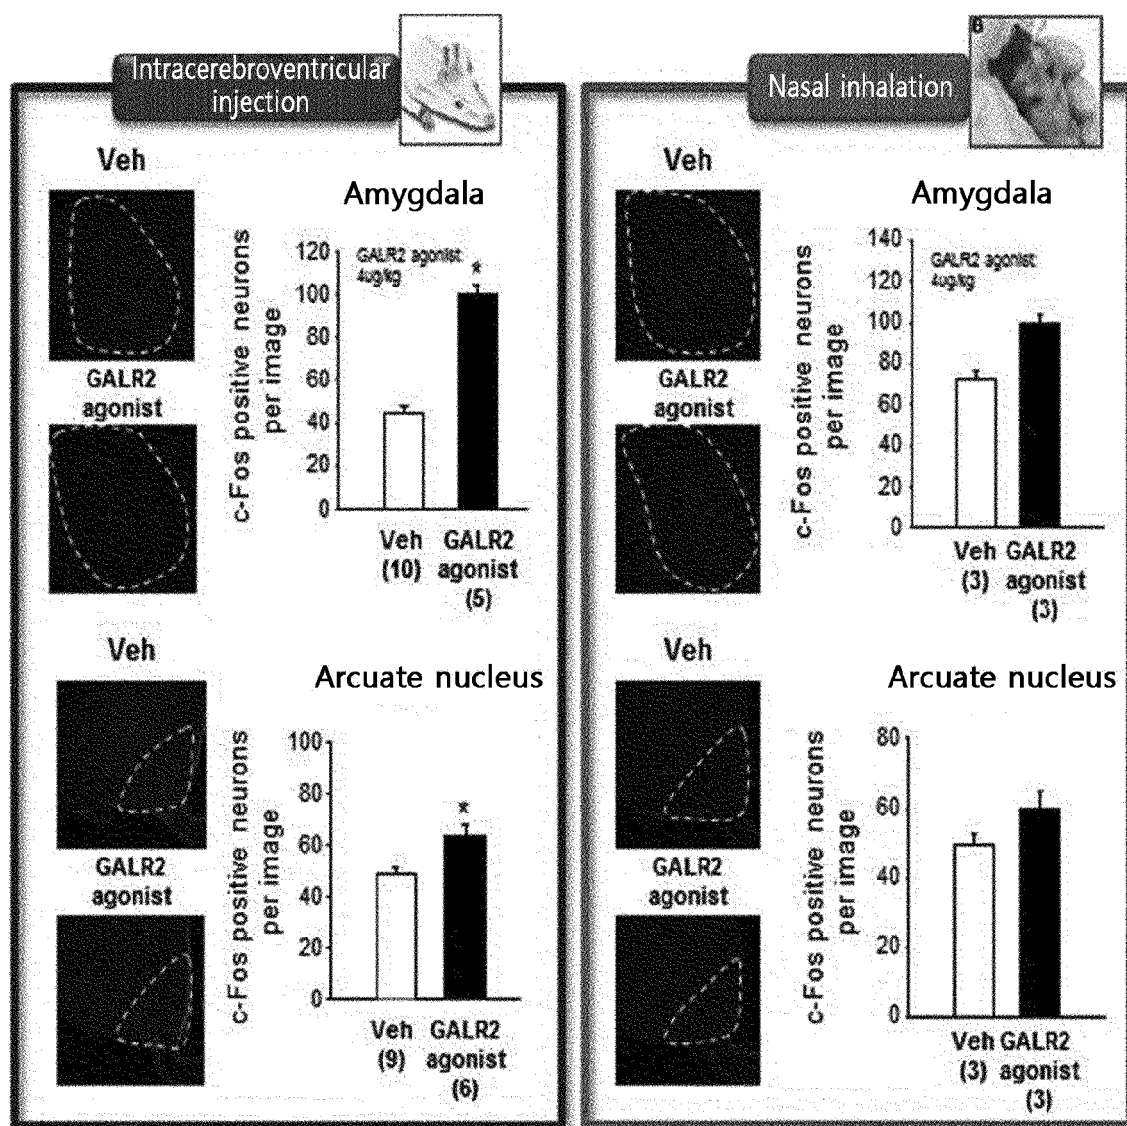 Intracerebroventricular
injection
Veh
Amygdala
c-Fos positive neurons
per image
120
100
80
60
40
20
0
GALR2 agonist
4ug/kg
*
GALR2
agonist
Veh
(10)
GALR2
agonist
(5)
Veh
Arcuate nucleus
c-Fos positive neurons
per image
100
80
60
40
20
0
*
GALR2
agonist
Veh
(9)
GALR2
agonist
(6)
Nasal inhalation
B
Veh
Amygdala
c-Fos positive neurons
per image
140
120
100
80
60
40
20
0
GALR2 agonist
4ug/kg
GALR2
agonist
Veh
(3)
GALR2
agonist
(3)
Veh
Arcuate nucleus
c-Fos positive neurons
per image
80
60
40
20
0
GALR2
agonist
Veh
(3)
GALR2
agonist
(3)